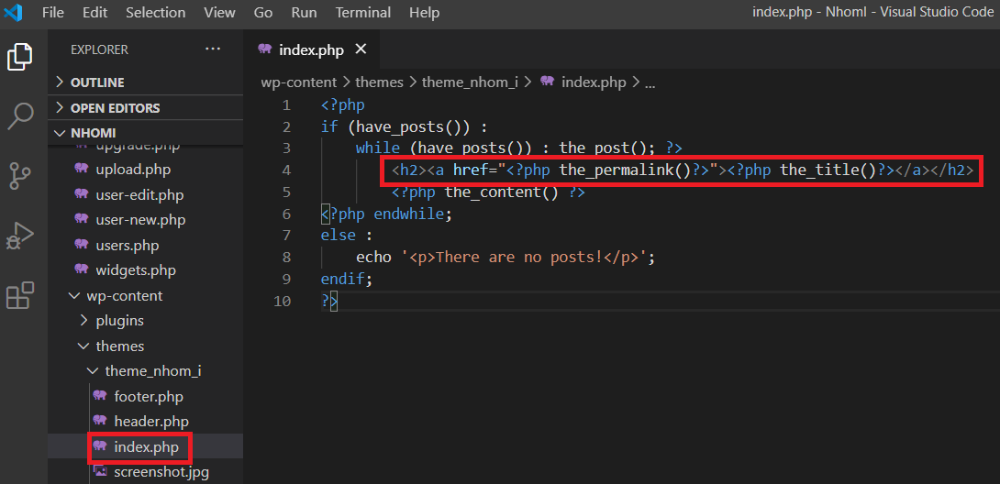 File Edit Selection View Go Run Terminal Help
index.php - Nhoml - Visual Studio Code
EXPLORER ...
OUTLINE
OPEN EDITORS
NHOMI
upgrade.php
upload.php
user-edit.php
user-new.php
users.php
widgets.php
wp-content
plugins
themes
theme_nhom_i
footer.php
header.php
index.php
screenshot.jpg
index.php
wp-content > themes > theme_nhom_i > index.php > ...
1 <?php
2 if (have_posts()) :
3 while (have_posts()) : the_post(); ?>
4 <h2><a href="<?php the_permalink()?>"><?php the_title()?></a></h2>
5 <?php the_content() ?>
6 <?php endwhile;
7 else :
8 echo '<p>There are no posts!</p>';
9 endif;
10 ?>